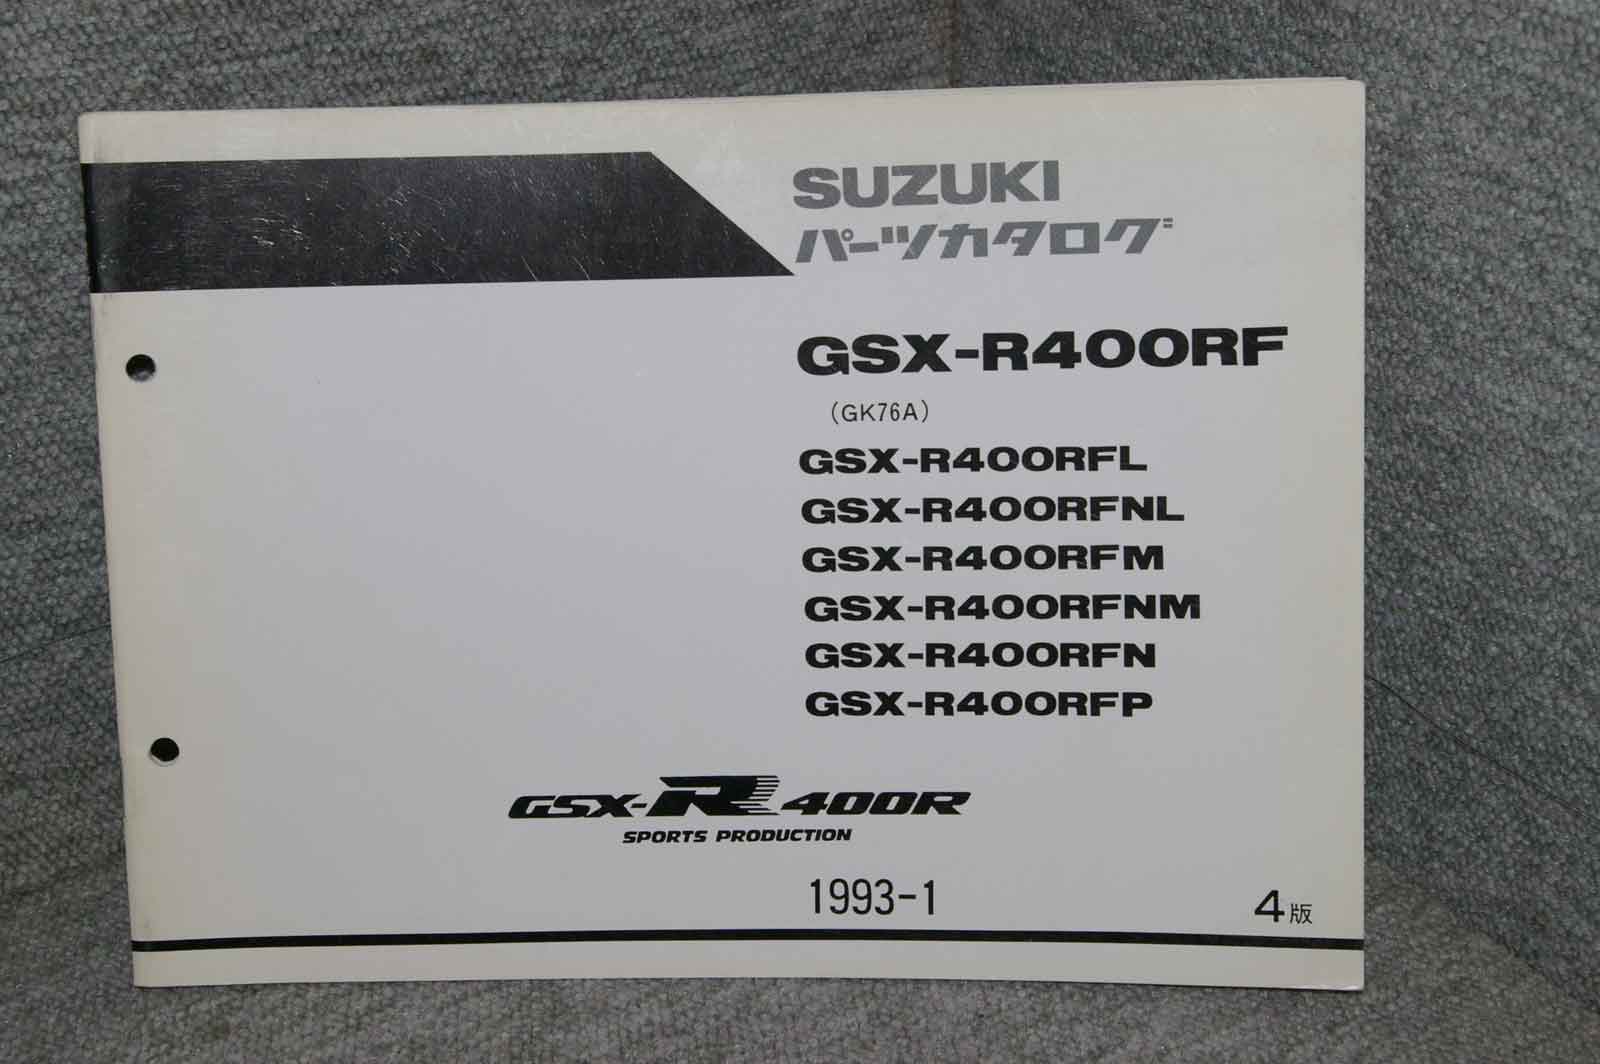 SUZUKI
パーツカタログ
GSX-R400RF
(GK76A)
GSX-R400RFL
GSX-R400RFNL
GSX-R400RFM
GSX-R400RFNM
GSX-R400RFN
GSX-R400RFP
GSX-R 400R
SPORTS PRODUCTION
1993-1
4版